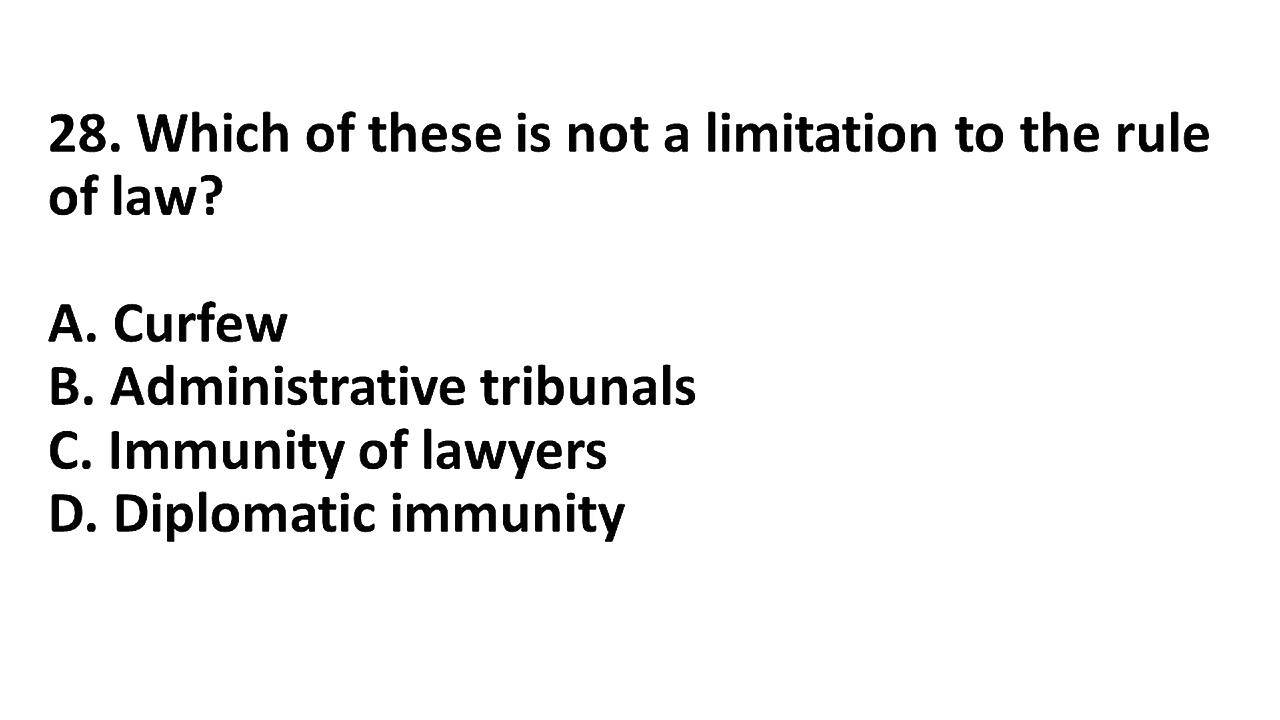 28. Which of these is not a limitation to the rule
of law?
A. Curfew
B. Administrative tribunals
C. Immunity of lawyers
D. Diplomatic immunity